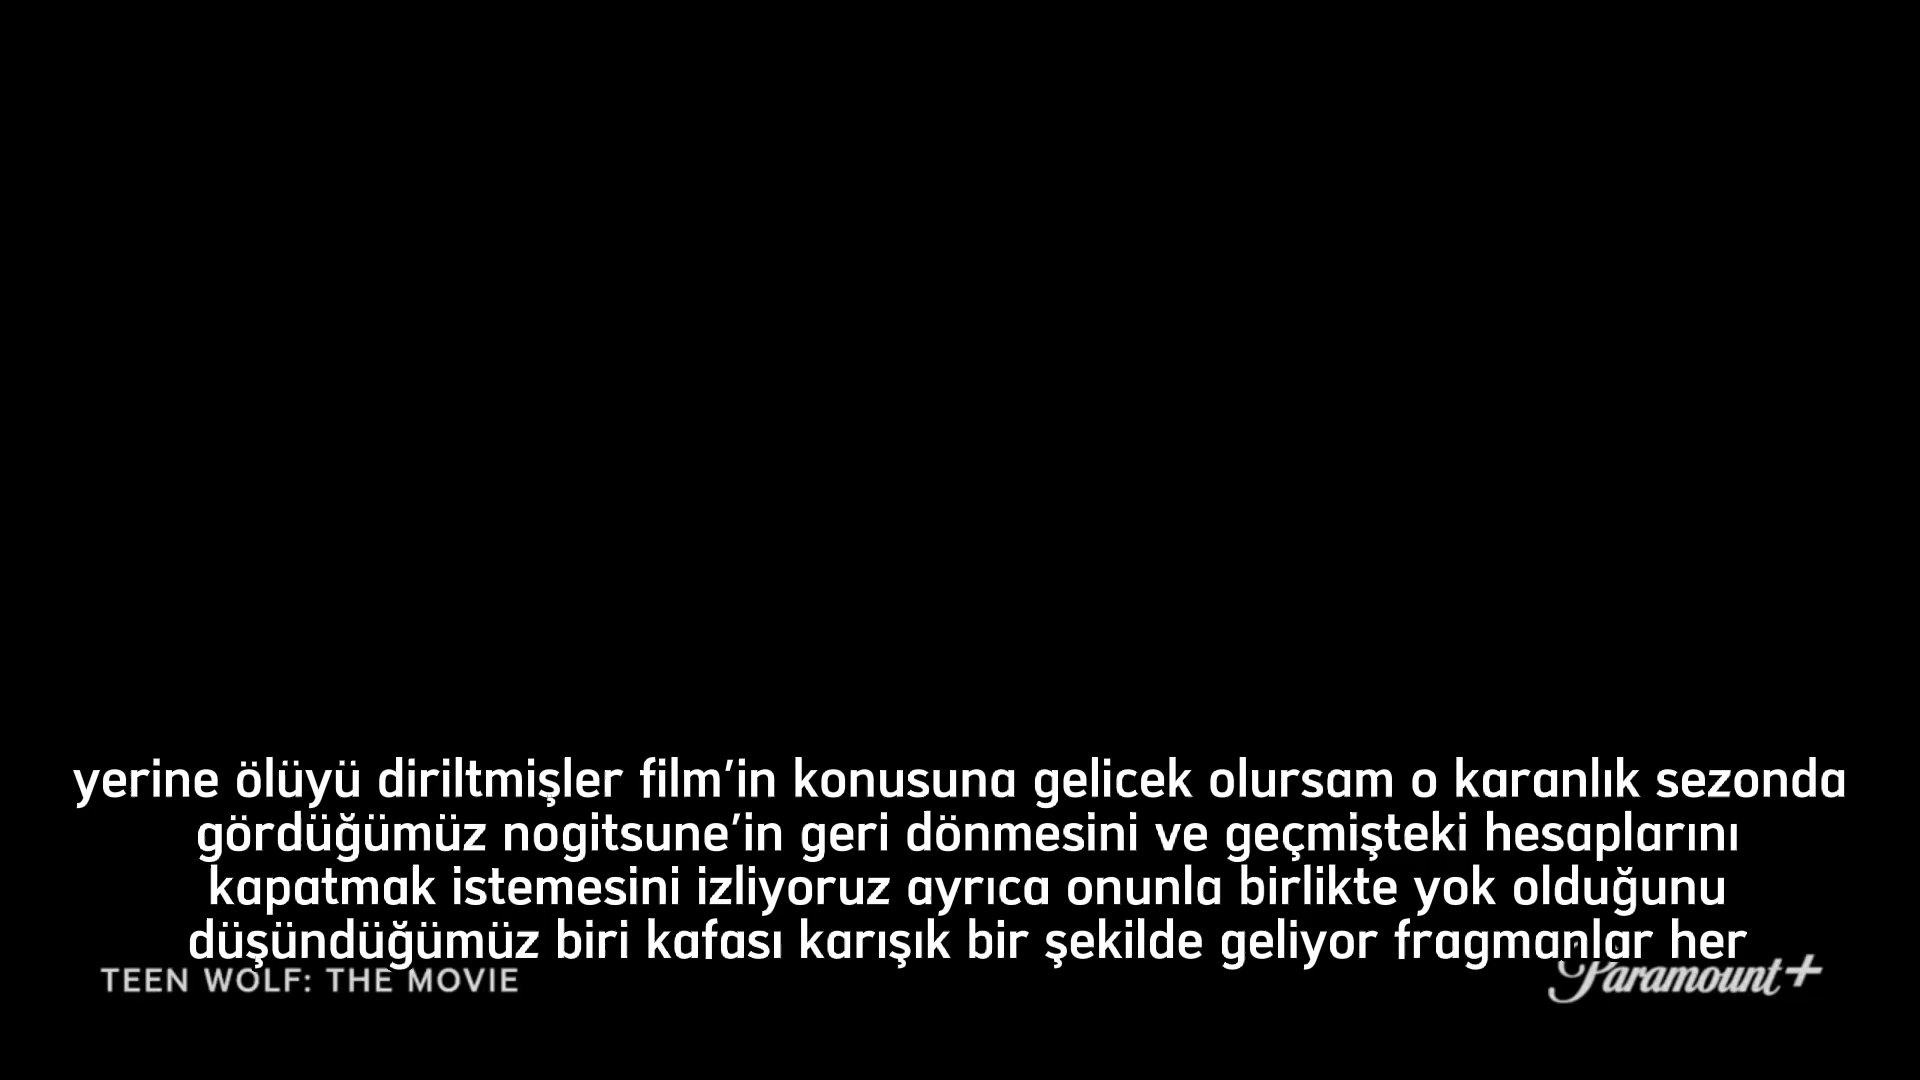 yerine ölüyü diriltmişler film’in konusuna gelicek olursam o karanlık sezonda
gördüğümüz nogitsune’in geri dönmesini ve geçmişteki hesaplarını
kapatmak istemesini izliyoruz ayrıca onunla birlikte yok olduğunu
düşündüğümüz biri kafası karışık bir şekilde geliyor fragmanlar her
TEEN WOLF: THE MOVIE
Paramount+